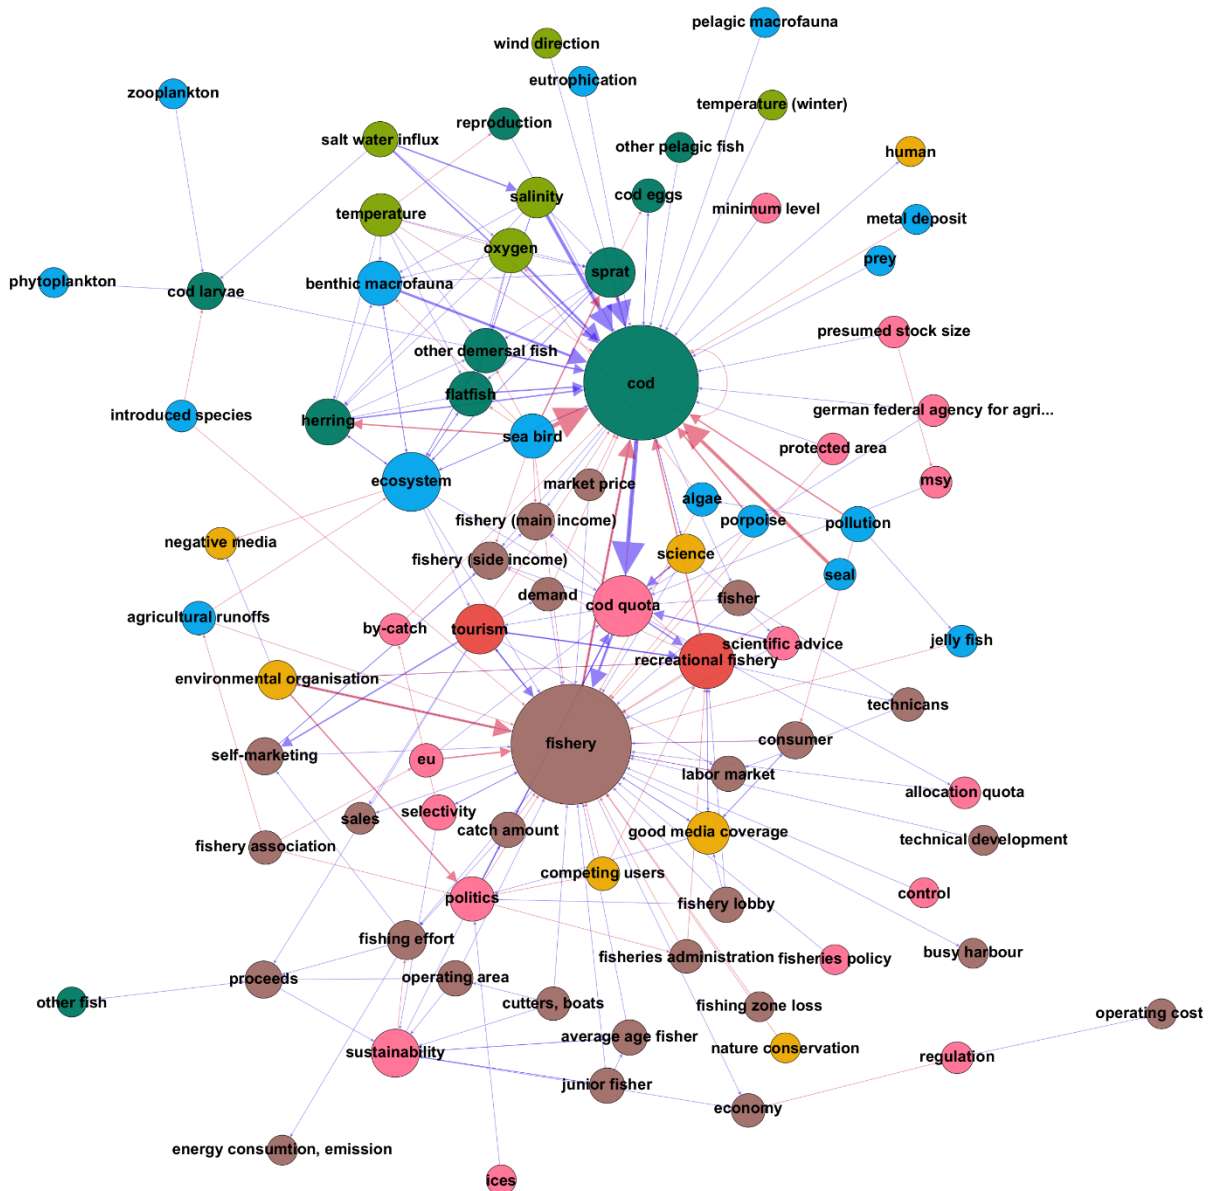 pelagic macrofauna
wind direction
eutrophication
zooplankton
temperature (winter)
reproduction
salt water influx
other pelagic fish
human
cod eggs
salinity
minimum level
temperature
metal deposit
oxygen
prey
sprat
benthic macrofauna
phytoplankton
cod larvae
presumed stock size
other demersal fish
cod
flatfish
introduced species
german federal agency for agri...
herring
sea bird
protected area
ecosystem
market price
msy
algae
fishery (main income)
porpoise
pollution
negative media
science
fishery (side income)
seal
demand
cod quota
fisher
agricultural runoffs
by-catch
tourism
scientific advice
jelly fish
recreational fishery
environmental organisation
technicans
fishery
consumer
self-marketing
eu
labor market
allocation quota
selectivity
sales
catch amount
good media coverage
fishery association
technical development
competing users
control
politics
fishery lobby
fishing effort
busy harbour
fisheries administration
fisheries policy
proceeds
operating area
other fish
cutters, boats
fishing zone loss
operating cost
average age fisher
sustainability
nature conservation
regulation
junior fisher
economy
energy consumtion, emission
ices